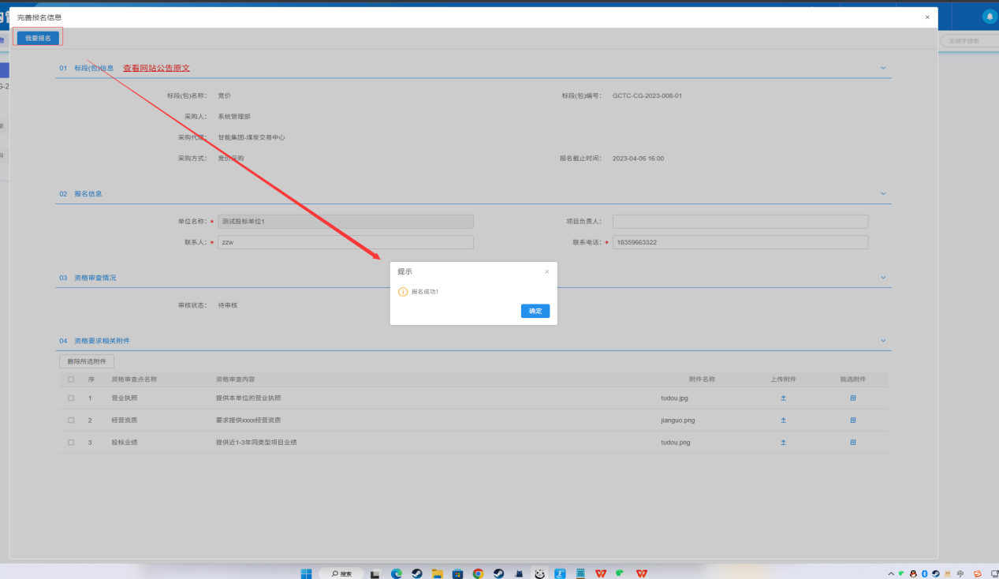 完善报名信息
×
我要报名
关键字搜索
01 标段(包)信息 查看网站公告原文
标段(包)名称： 竞价
标段(包)编号： GCTC-CG-2023-008-01
采购人： 系统管理部
采购代理： 甘能集团-煤炭交易中心
采购方式： 竞价采购
报名截止时间： 2023-04-06 16:00
02 报名信息
单位名称：* 测试投标单位1
项目负责人：
联系人：* zzw
联系电话：* 18359663322
提示
×
报名成功!
确定
03 资格审查情况
审核状态： 待审核
04 资格要求相关附件
删除所选附件
序 资格审查点名称 资格审查内容 附件名称 上传附件 挑选附件
1 营业执照 提供本单位的营业执照 tudou.jpg
2 经营资质 要求提供xxxx经营资质 jianguo.png
3 投标业绩 提供近1-3年同类型项目业绩 tudou.png
搜索
中